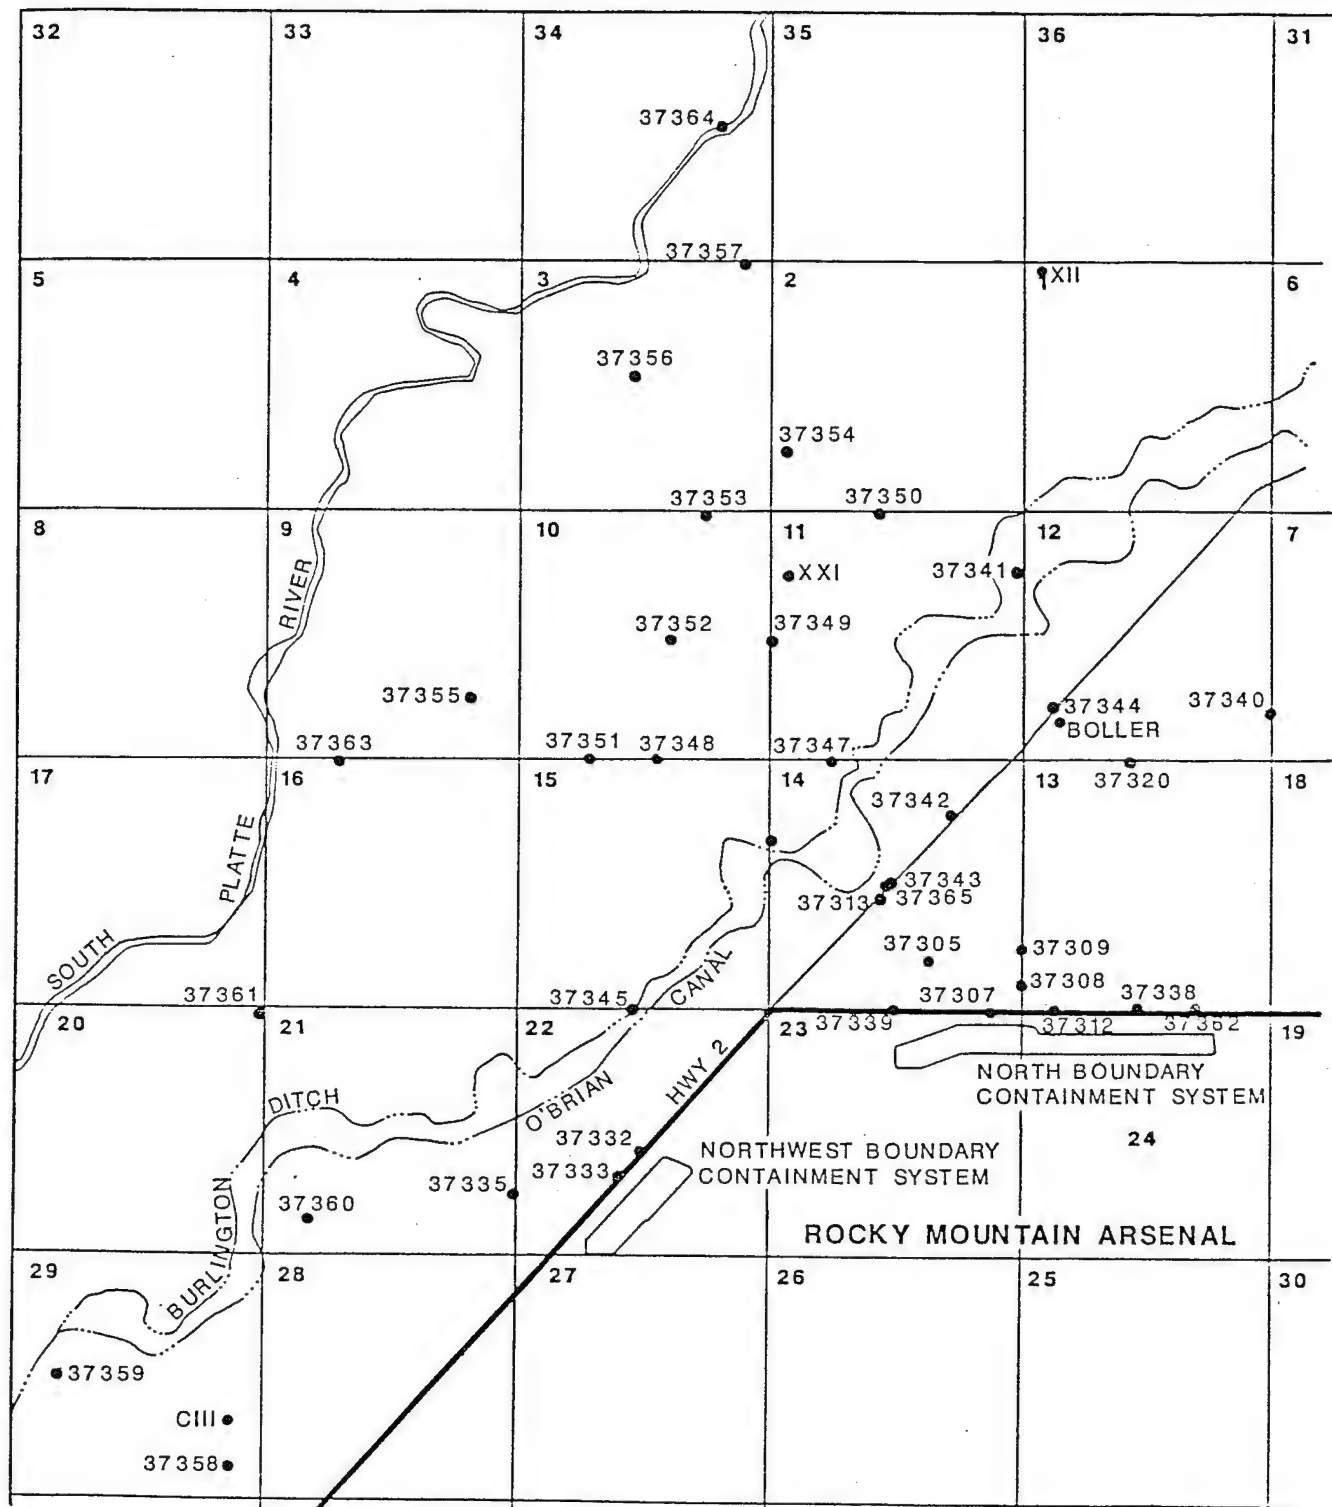 32 33 34 35 36 31
37364
37357
5 4 3 2 XII 6
37356
37354
37353 37350
8 9 10 11 12 7
XXI 37341
RIVER
37352 37349
37355 37344 37340
BOLLER
37363 37351 37348 37347
17 16 15 14 13 37320 18
37342
PLATTE
37343
37313 37365
SOUTH 37305 37309
CANAL
37308
37361 37345 37307 37338
20 21 22 23 37339 37312 37362 19
HWY 2
NORTH BOUNDARY
CONTAINMENT SYSTEM
DITCH O'BRIAN
24
37332 NORTHWEST BOUNDARY
37333 CONTAINMENT SYSTEM
37335
37360
BURLINGTON
ROCKY MOUNTAIN ARSENAL
29 28 27 26 25 30
37359
CIII
37358